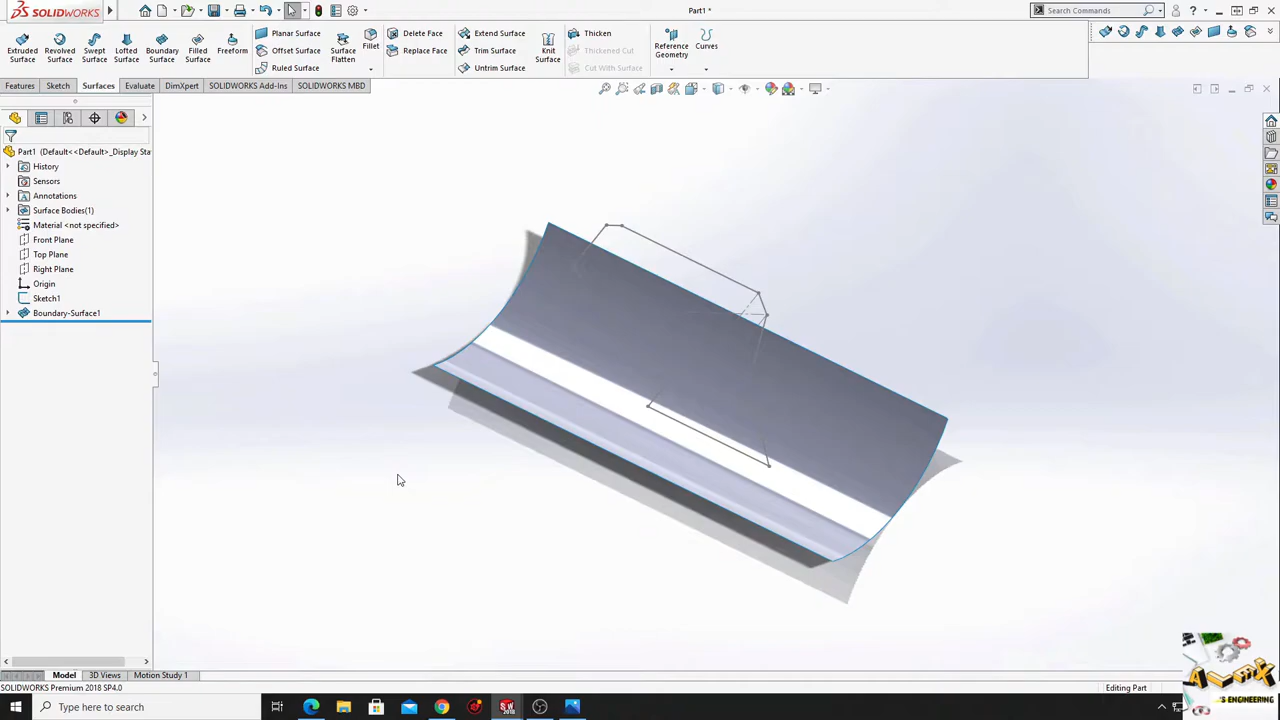 SOLIDWORKS
Part1 *
Search Commands
Extruded Surface
Revolved Surface
Swept Surface
Lofted Surface
Boundary Surface
Filled Surface
Freeform
Planar Surface
Offset Surface
Ruled Surface
Surface Flatten
Fillet
Delete Face
Replace Face
Extend Surface
Trim Surface
Untrim Surface
Knit Surface
Thicken
Thickened Cut
Cut With Surface
Reference Geometry
Curves
Features
Sketch
Surfaces
Evaluate
DimXpert
SOLIDWORKS Add-Ins
SOLIDWORKS MBD
Part1 (Default<<Default>_Display Sta
History
Sensors
Annotations
Surface Bodies(1)
Material <not specified>
Front Plane
Top Plane
Right Plane
Origin
Sketch1
Boundary-Surface1
Model
3D Views
Motion Study 1
SOLIDWORKS Premium 2018 SP4.0
Editing Part
Type here to search
'S ENGINEERING